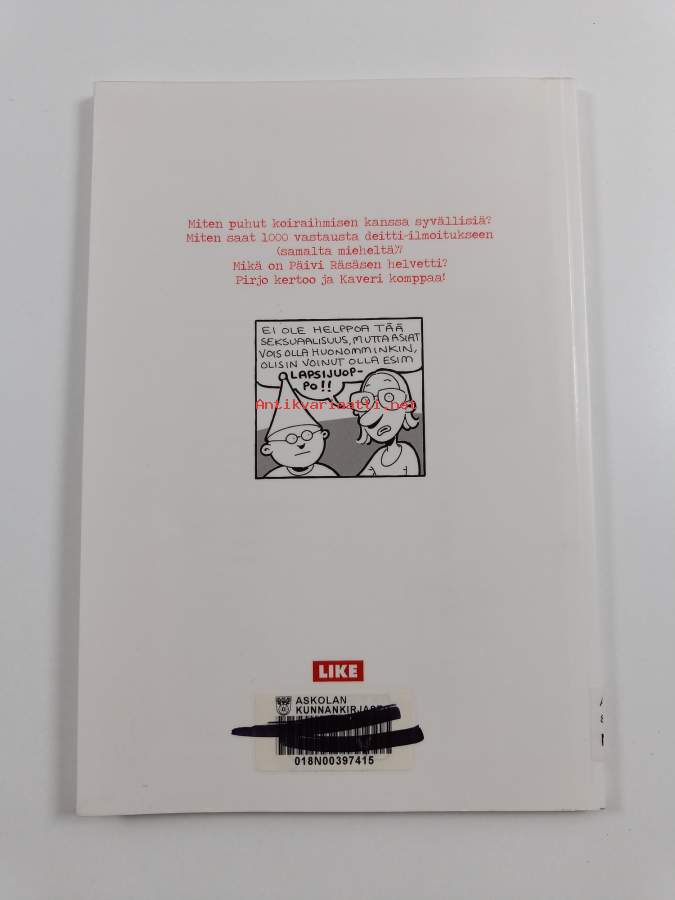 Miten puhut koiraihmisen kanssa syvällisiä?
Miten saat 1000 vastausta deitti-ilmoitukseen
(samalta mieheltä)?
Mikä on Päivi Räsäsen helvetti?
Pirjo kertoo ja Kaveri komppaa!
EI OLE HELPPOA TÄÄ
SEKSUAALISUUS, MUTTA ASIAT
VOIS OLLA HUONOMMINKIN,
OLISIN VOINUT OLLA ESIM
LAPSIJUOP-
PO!!
Antikvariaatti.net
LIKE
ASKOLAN
KUNNANKIRJASTO
018N00397415